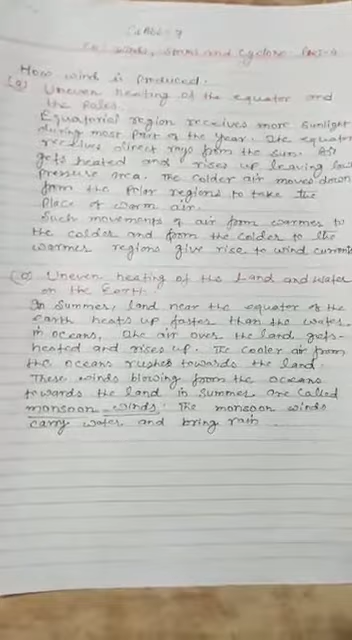 Class - 7
Ch winds, Storms and Cyclone Part-4
How wind is produced.
(a) Uneven heating of the equator and
the poles.
Equatorial region receives more sunlight
during most part of the year. The equator
receives direct rays from the sun. Air
gets heated and rises up leaving low
pressure area. The colder air moves down
from the polar regions to take the
place of warm air.
Such movements of air from warmer to
the colder and from the colder to the
warmer regions give rise to wind currents
Uneven heating of the Land and water
on the Earth.
In Summer, land near the equator of the
earth heats up faster than the water
in oceans, The air over the land gets
heated and rises up. The cooler air from
the oceans rushes towards the land.
These winds blowing from the oceans
towards the land in summer are called
monsoon winds. The monsoon winds
carry water and bring rain